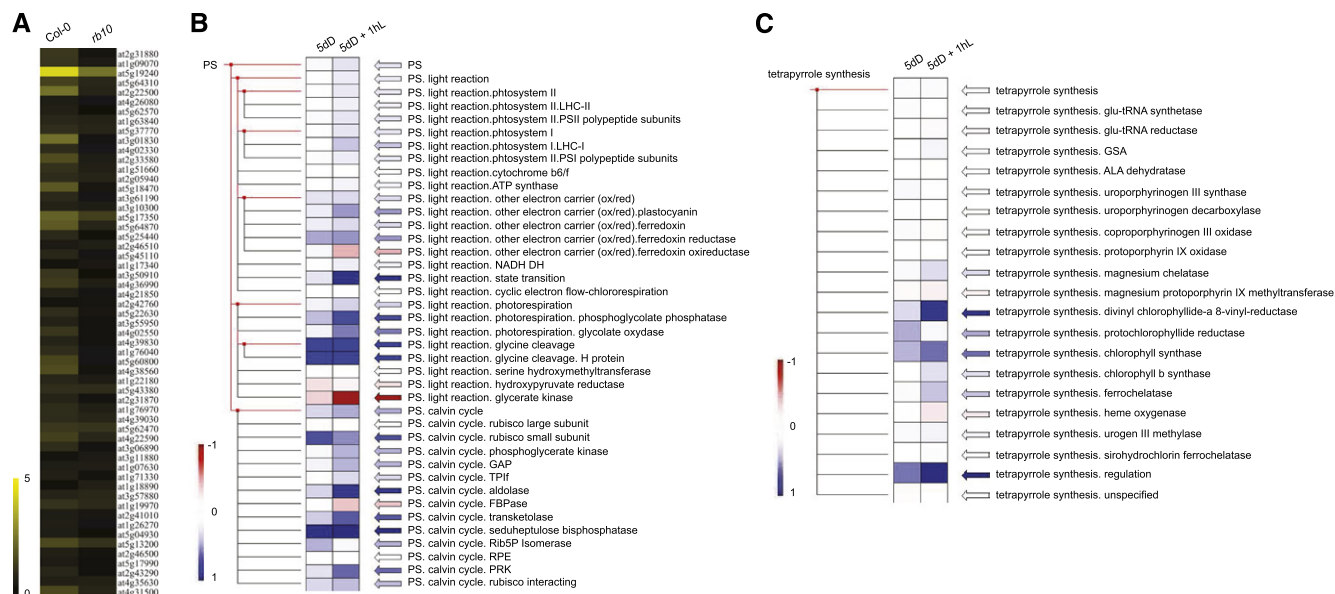 A
Col-0
rb10
at2g31880
at1g09070
at5g19240
at5g64310
at2g22500
at4g26080
at5g62570
at1g63840
at5g37770
at3g01830
at4g02330
at2g33580
at1g51660
at2g05940
at5g18470
at3g61190
at3g10300
at5g17350
at5g64870
at5g25440
at2g46510
at5g45110
at1g17340
at3g50910
at4g36990
at4g21850
at2g42760
at5g22630
at3g55950
at4g02550
at4g39830
at1g76040
at5g60800
at4g38560
at1g22180
at5g43380
at2g31870
at1g76970
at4g39030
at5g62470
at4g22590
at3g06890
at3g11880
at1g07630
at1g71330
at1g18890
at3g57880
at1g19970
at2g41010
at1g26270
at5g04930
at5g13200
at2g46500
at5g17990
at2g43290
at4g35630
at4g31500
5
0
B
5dD
5dD + 1hL
PS
PS
PS. light reaction
PS. light reaction.phtosystem II
PS. light reaction.phtosystem II.LHC-II
PS. light reaction.phtosystem II.PSII polypeptide subunits
PS. light reaction.phtosystem I
PS. light reaction.phtosystem I.LHC-I
PS. light reaction.phtosystem II.PSI polypeptide subunits
PS. light reaction.cytochrome b6/f
PS. light reaction.ATP synthase
PS. light reaction. other electron carrier (ox/red)
PS. light reaction. other electron carrier (ox/red).plastocyanin
PS. light reaction. other electron carrier (ox/red).ferredoxin
PS. light reaction. other electron carrier (ox/red).ferredoxin reductase
PS. light reaction. other electron carrier (ox/red).ferredoxin oxireductase
PS. light reaction. NADH DH
PS. light reaction. state transition
PS. light reaction. cyclic electron flow-chlororespiration
PS. light reaction. photorespiration
PS. light reaction. photorespiration. phosphoglycolate phosphatase
PS. light reaction. photorespiration. glycolate oxydase
PS. light reaction. glycine cleavage
PS. light reaction. glycine cleavage. H protein
PS. light reaction. serine hydroxymethyltransferase
PS. light reaction. hydroxypyruvate reductase
PS. light reaction. glycerate kinase
PS. calvin cycle
PS. calvin cycle. rubisco large subunit
PS. calvin cycle. rubisco small subunit
PS. calvin cycle. phosphoglycerate kinase
PS. calvin cycle. GAP
PS. calvin cycle. TPIf
PS. calvin cycle. aldolase
PS. calvin cycle. FBPase
PS. calvin cycle. transketolase
PS. calvin cycle. seduheptulose bisphosphatase
PS. calvin cycle. Rib5P Isomerase
PS. calvin cycle. RPE
PS. calvin cycle. PRK
PS. calvin cycle. rubisco interacting
-1
0
1
C
5dD
5dD + 1hL
tetrapyrrole synthesis
tetrapyrrole synthesis
tetrapyrrole synthesis. glu-tRNA synthetase
tetrapyrrole synthesis. glu-tRNA reductase
tetrapyrrole synthesis. GSA
tetrapyrrole synthesis. ALA dehydratase
tetrapyrrole synthesis. uroporphyrinogen III synthase
tetrapyrrole synthesis. uroporphyrinogen decarboxylase
tetrapyrrole synthesis. coproporphyrinogen III oxidase
tetrapyrrole synthesis. protoporphyrin IX oxidase
tetrapyrrole synthesis. magnesium chelatase
tetrapyrrole synthesis. magnesium protoporphyrin IX methyltransferase
tetrapyrrole synthesis. divinyl chlorophyllide-a 8-vinyl-reductase
tetrapyrrole synthesis. protochlorophyllide reductase
tetrapyrrole synthesis. chlorophyll synthase
tetrapyrrole synthesis. chlorophyll b synthase
tetrapyrrole synthesis. ferrochelatase
tetrapyrrole synthesis. heme oxygenase
tetrapyrrole synthesis. urogen III methylase
tetrapyrrole synthesis. sirohydrochlorin ferrochelatase
tetrapyrrole synthesis. regulation
tetrapyrrole synthesis. unspecified
-1
0
1